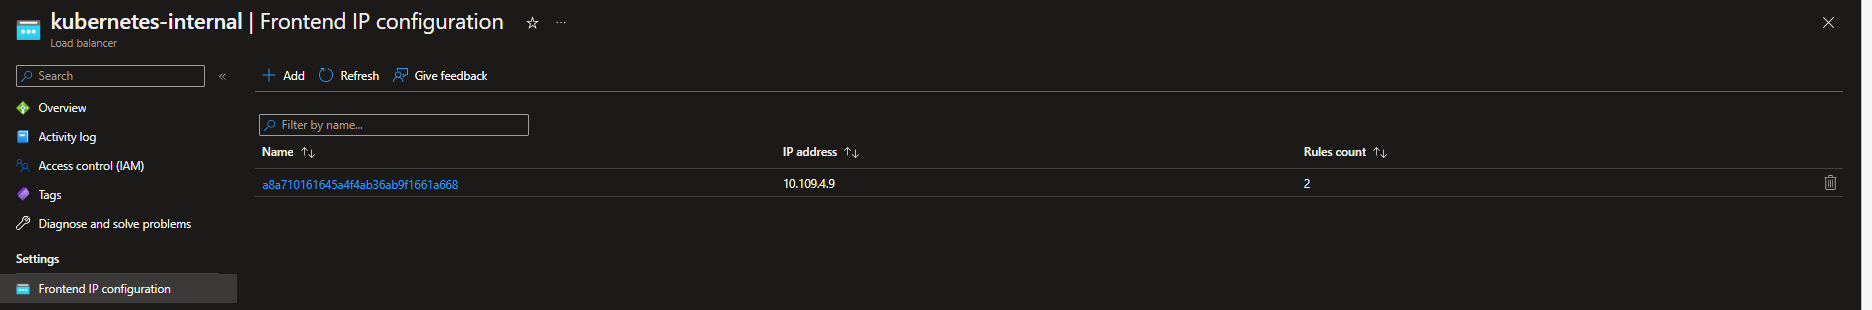 kubernetes-internal | Frontend IP configuration
Load balancer
Search
Add Refresh Give feedback
Overview
Activity log
Access control (IAM)
Tags
Diagnose and solve problems
Settings
Frontend IP configuration
Filter by name...
Name IP address Rules count
a8a710161645a4f4ab36ab9f1661a668 10.109.4.9 2